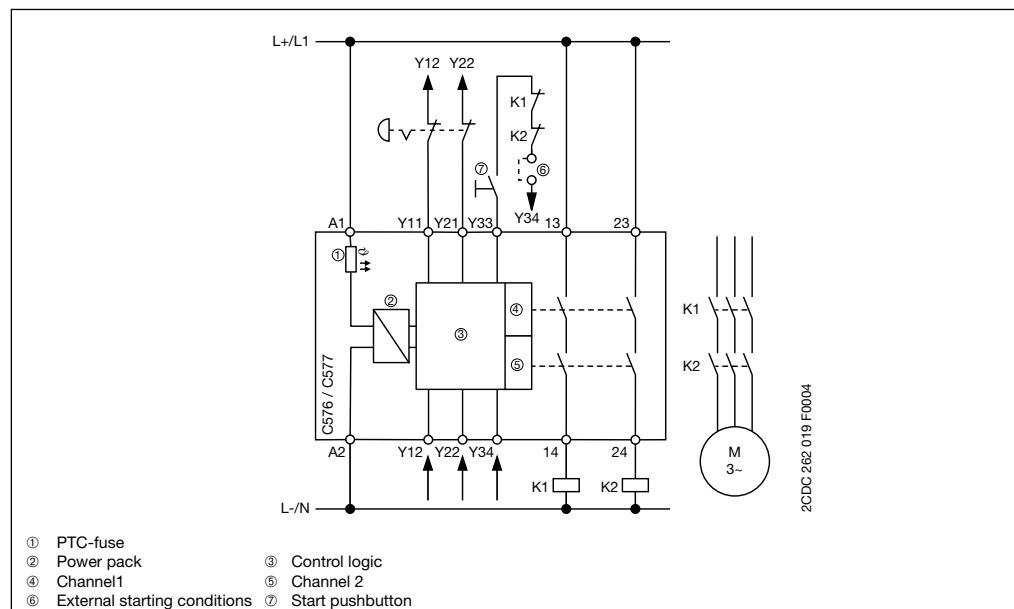 L+/L1
Y12 Y22
K1
K2
⑦ ⑥
Y34
A1 Y11 Y21 Y33 13 23
①
② ④
③
⑤
C576 / C577
K1
K2
M
3~
A2 Y12 Y22 Y34 14 24
K1 K2
L-/N
2CDC 262 019 F0004
① PTC-fuse
② Power pack ③ Control logic
④ Channel1 ⑤ Channel 2
⑥ External starting conditions ⑦ Start pushbutton